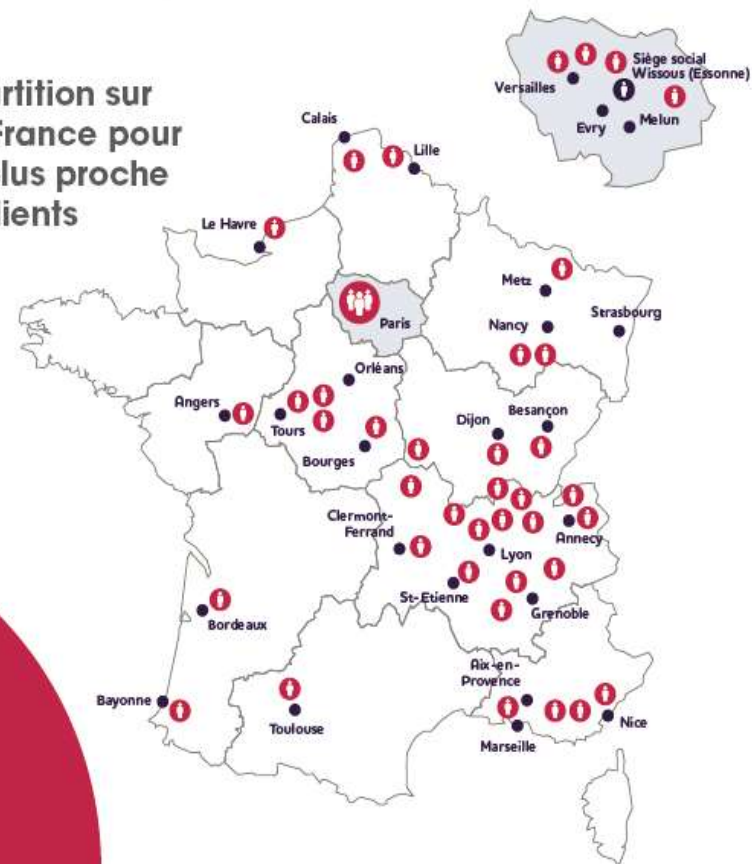 rtition sur
France pour
lus proche
lients
Siège social
Wissous (Essonne)
Versailles
Evry
Melun
Calais
Lille
Le Havre
Metz
Paris
Nancy
Strasbourg
Orléans
Angers
Tours
Bourges
Dijon
Besançon
Clermont-
Ferrand
Annecy
Lyon
St-Etienne
Grenoble
Bordeaux
Aix-en-
Provence
Bayonne
Toulouse
Nice
Marseille